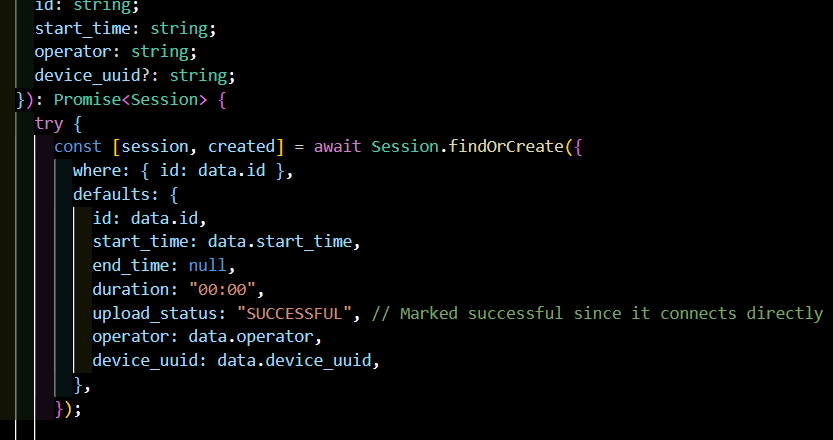 id: string;
start_time: string;
operator: string;
device_uuid?: string;
}): Promise<Session> {
try {
const [session, created] = await Session.findOrCreate({
where: { id: data.id },
defaults: {
id: data.id,
start_time: data.start_time,
end_time: null,
duration: "00:00",
upload_status: "SUCCESSFUL", // Marked successful since it connects directly
operator: data.operator,
device_uuid: data.device_uuid,
},
});